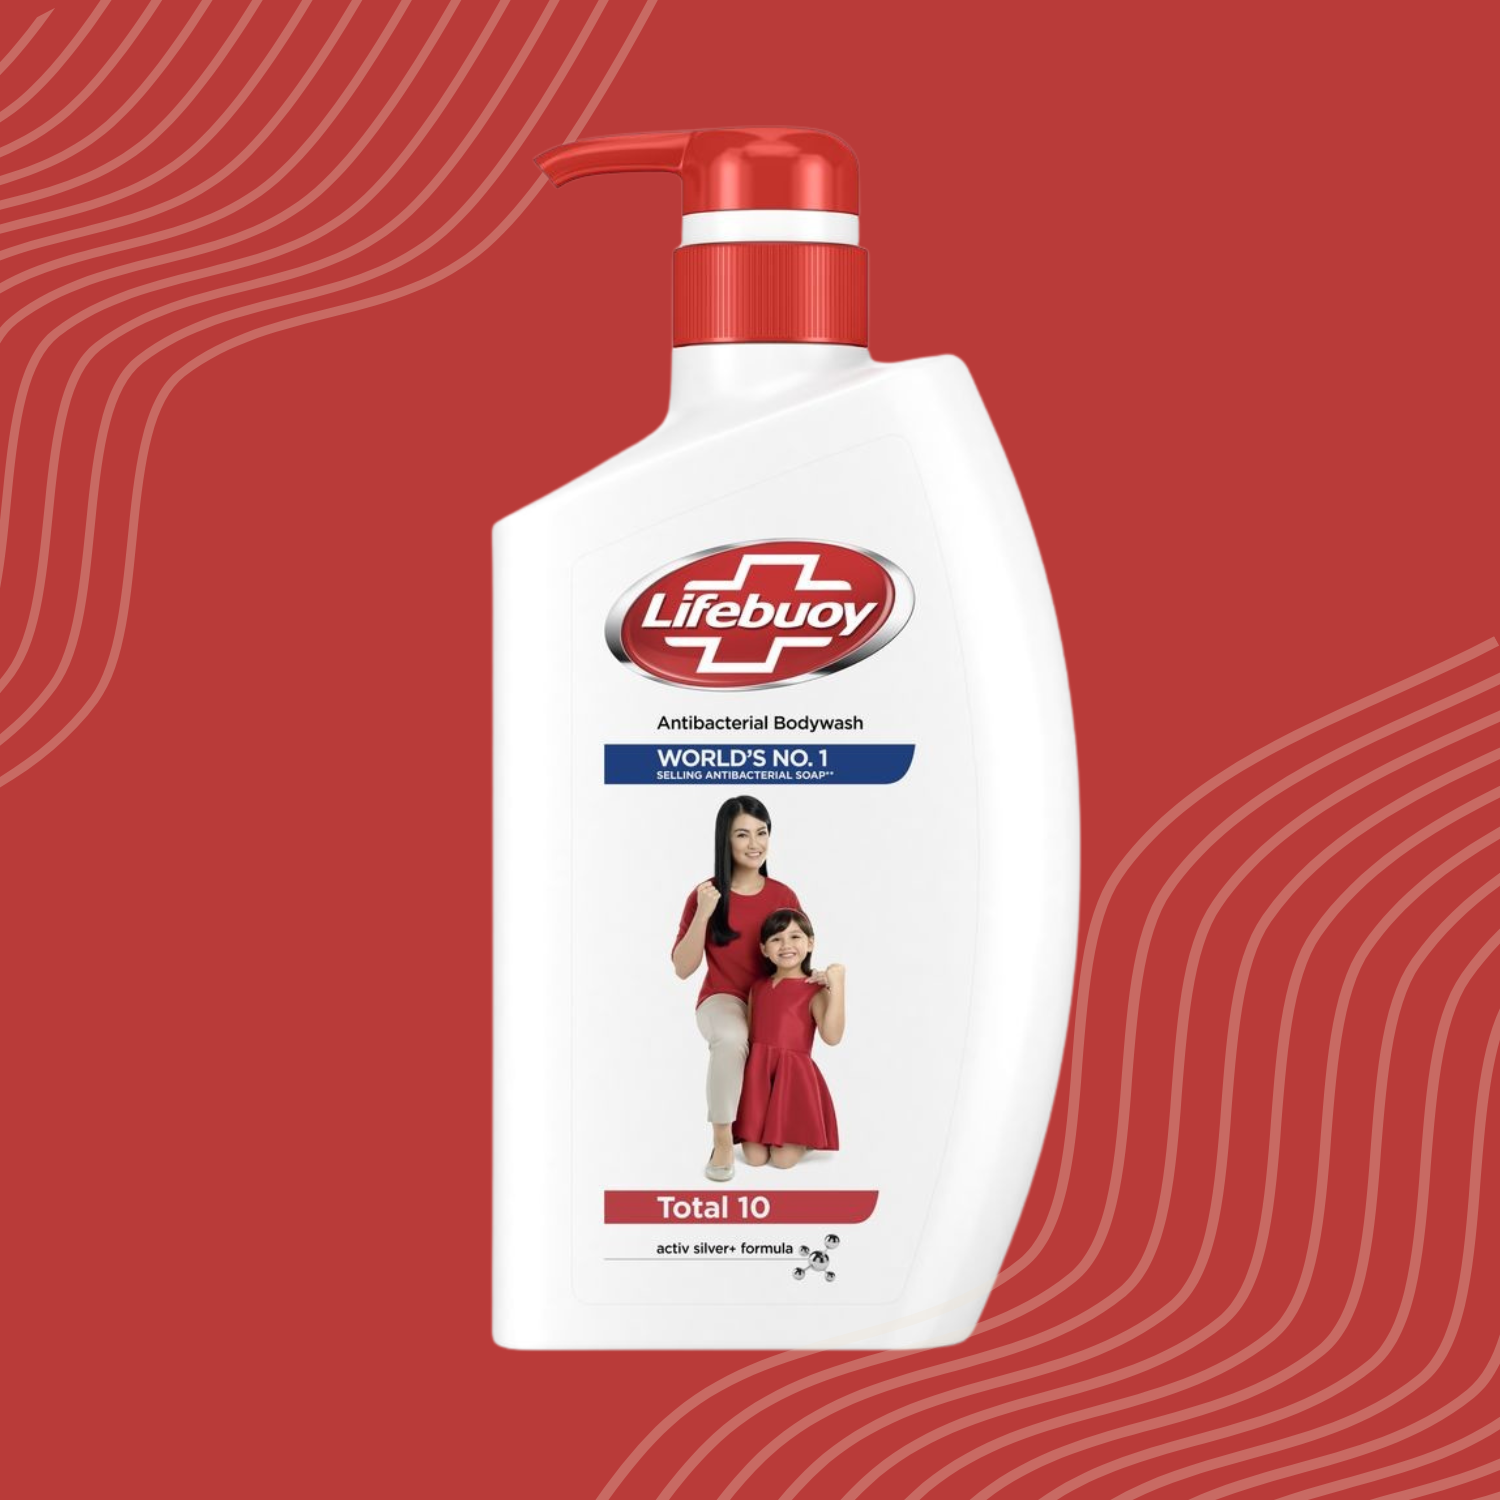 Lifebuoy
Antibacterial Bodywash
WORLD'S NO. 1
SELLING ANTIBACTERIAL SOAP**
Total 10
activ silver+ formula